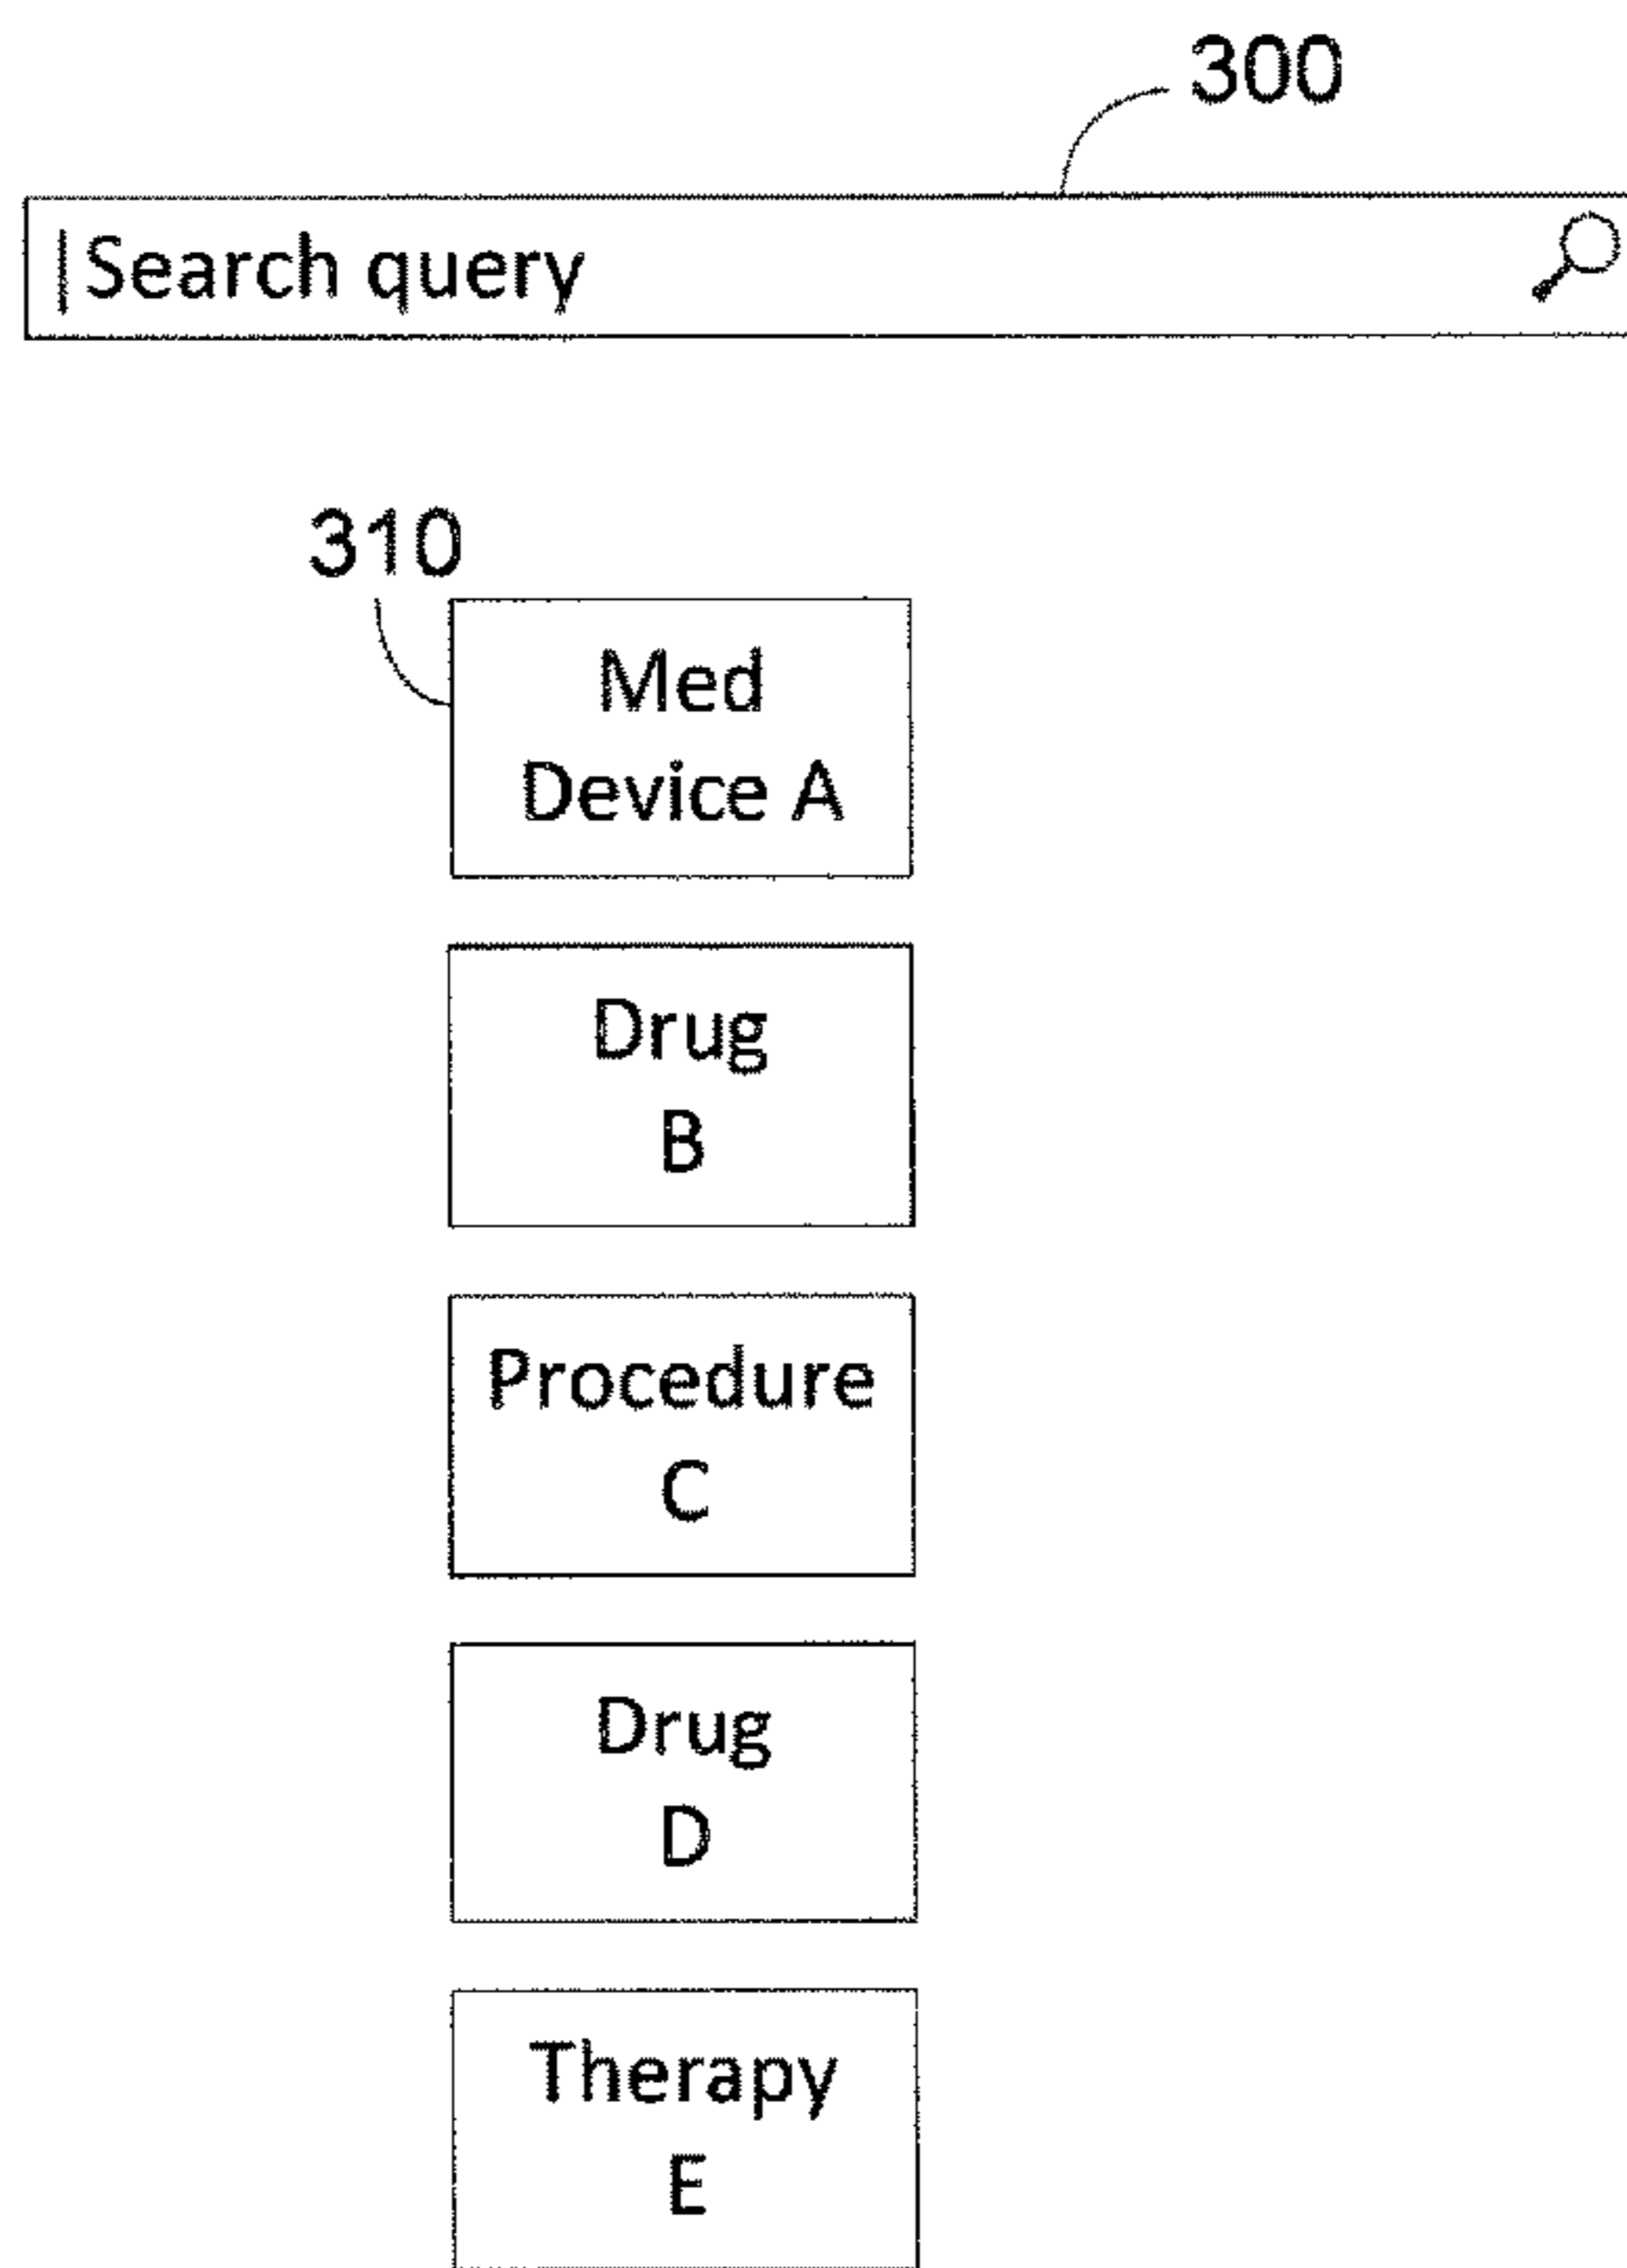 300
Search query
310
Med
Device A
Drug
B
Procedure
C
Drug
D
Therapy
E